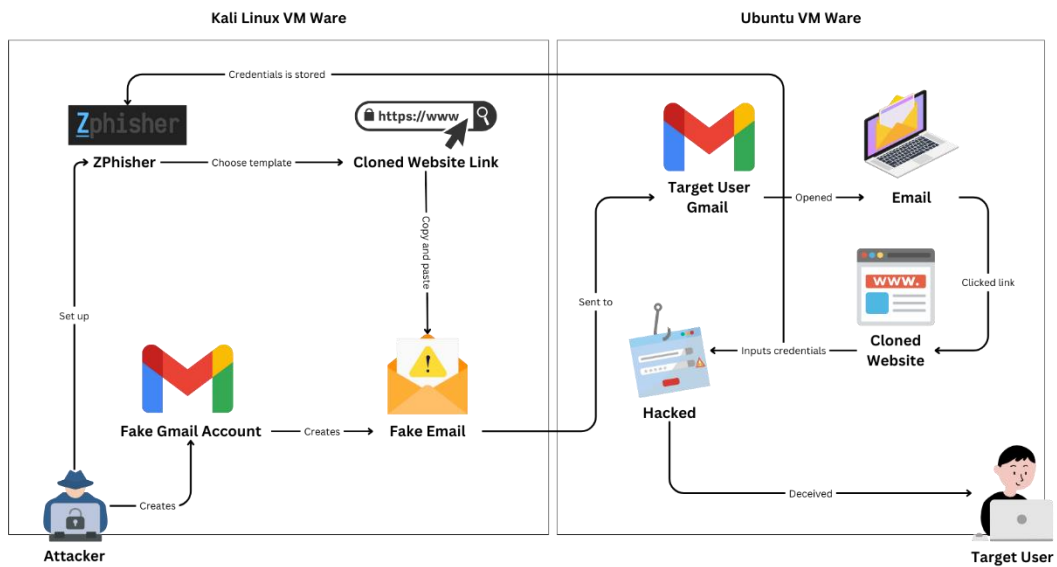 Kali Linux VM Ware
Ubuntu VM Ware
Credentials is stored
Zphisher
https://www
ZPhisher
Choose template
Cloned Website Link
Target User
Gmail
Opened
Email
Copy and paste
Set up
Sent to
Clicked link
WWW.
Inputs credentials
Cloned
Website
Hacked
Fake Gmail Account
Creates
Fake Email
Creates
Deceived
Attacker
Target User